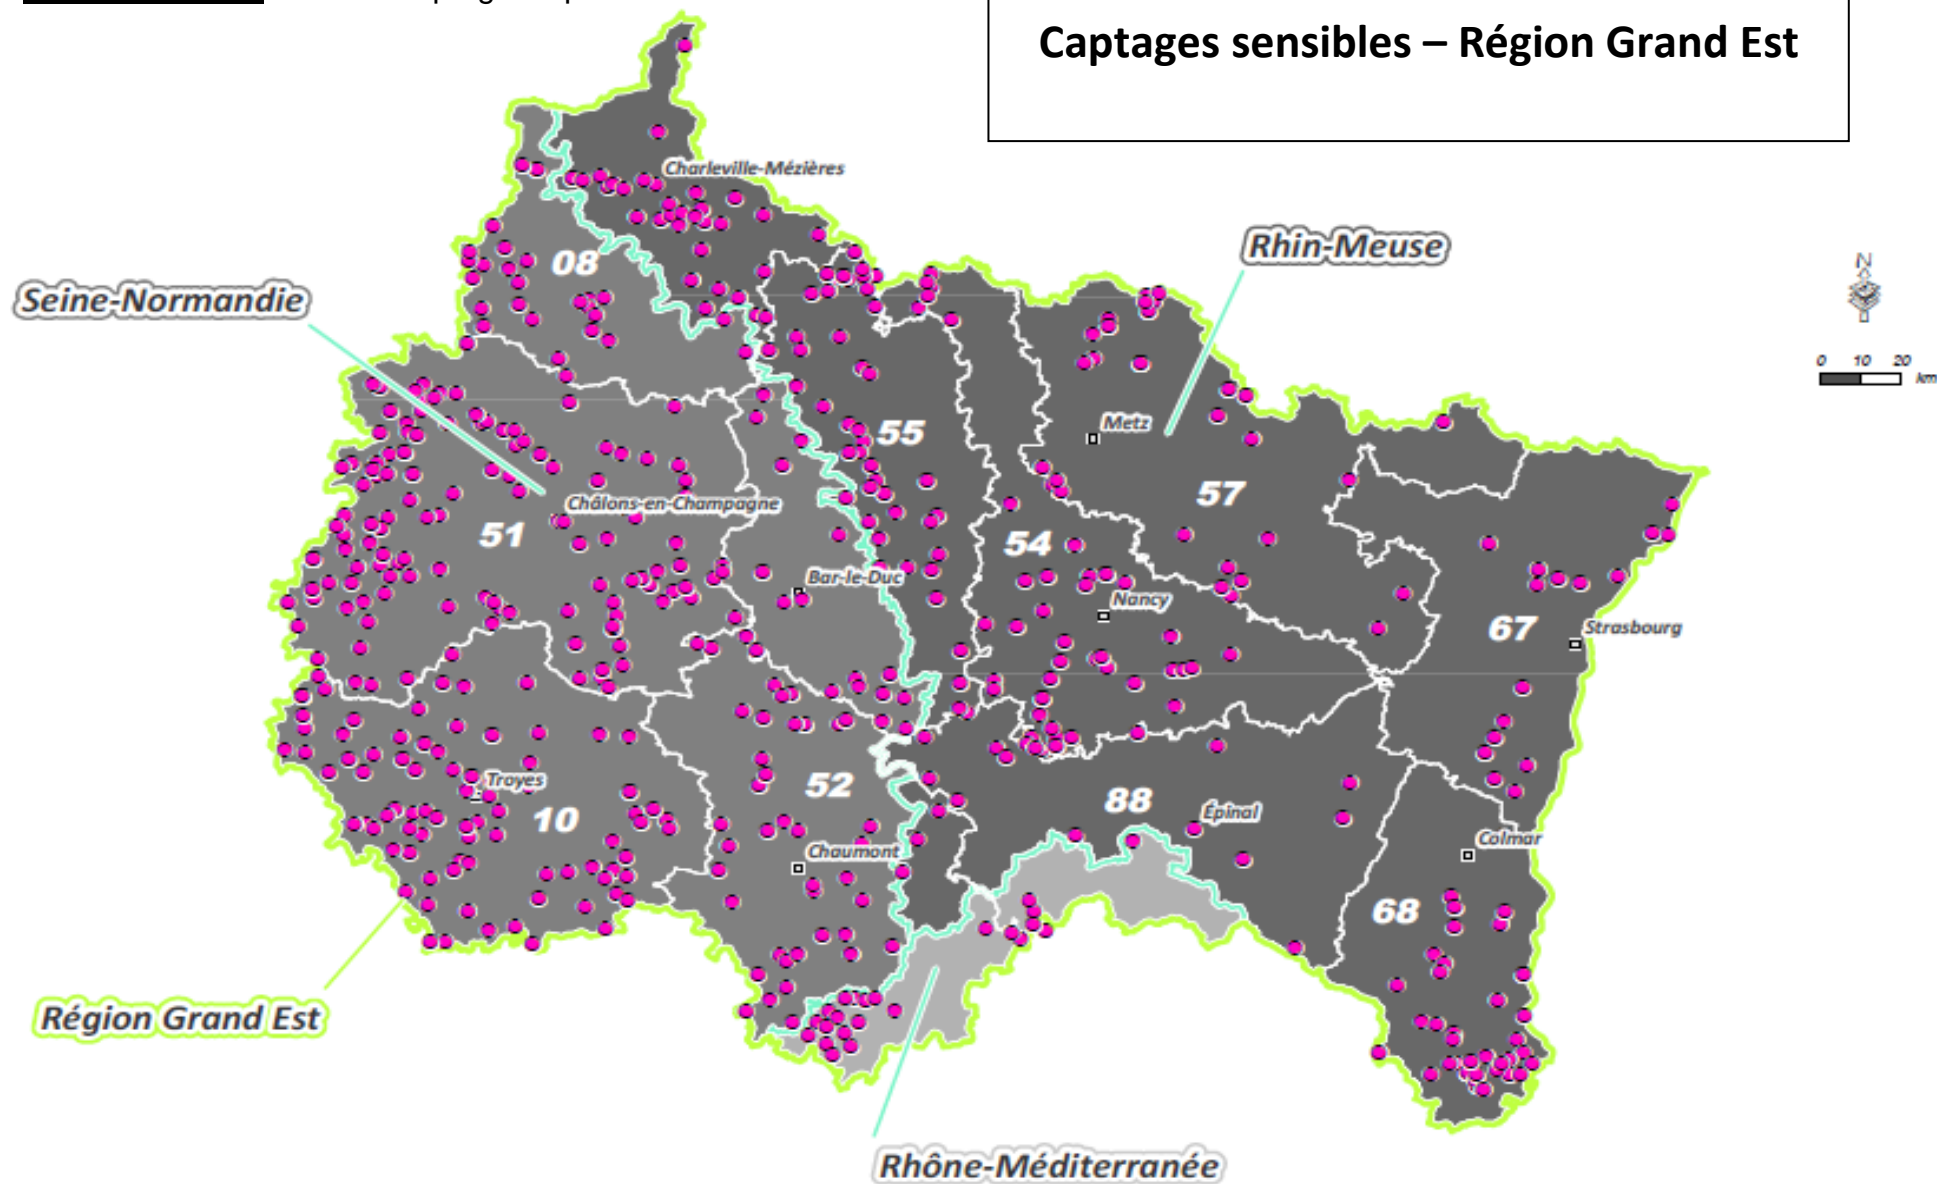 Captages sensibles – Région Grand Est
Charleville-Mézières
Rhin-Meuse
N
08
Seine-Normandie
0 10 20
km
Metz
55
57
Châlons-en-Champagne
51
54
Bar-le-Duc
Nancy
67
Strasbourg
Troyes
52
88
Épinal
10
Colmar
Chaumont
68
Région Grand Est
Rhône-Méditerranée